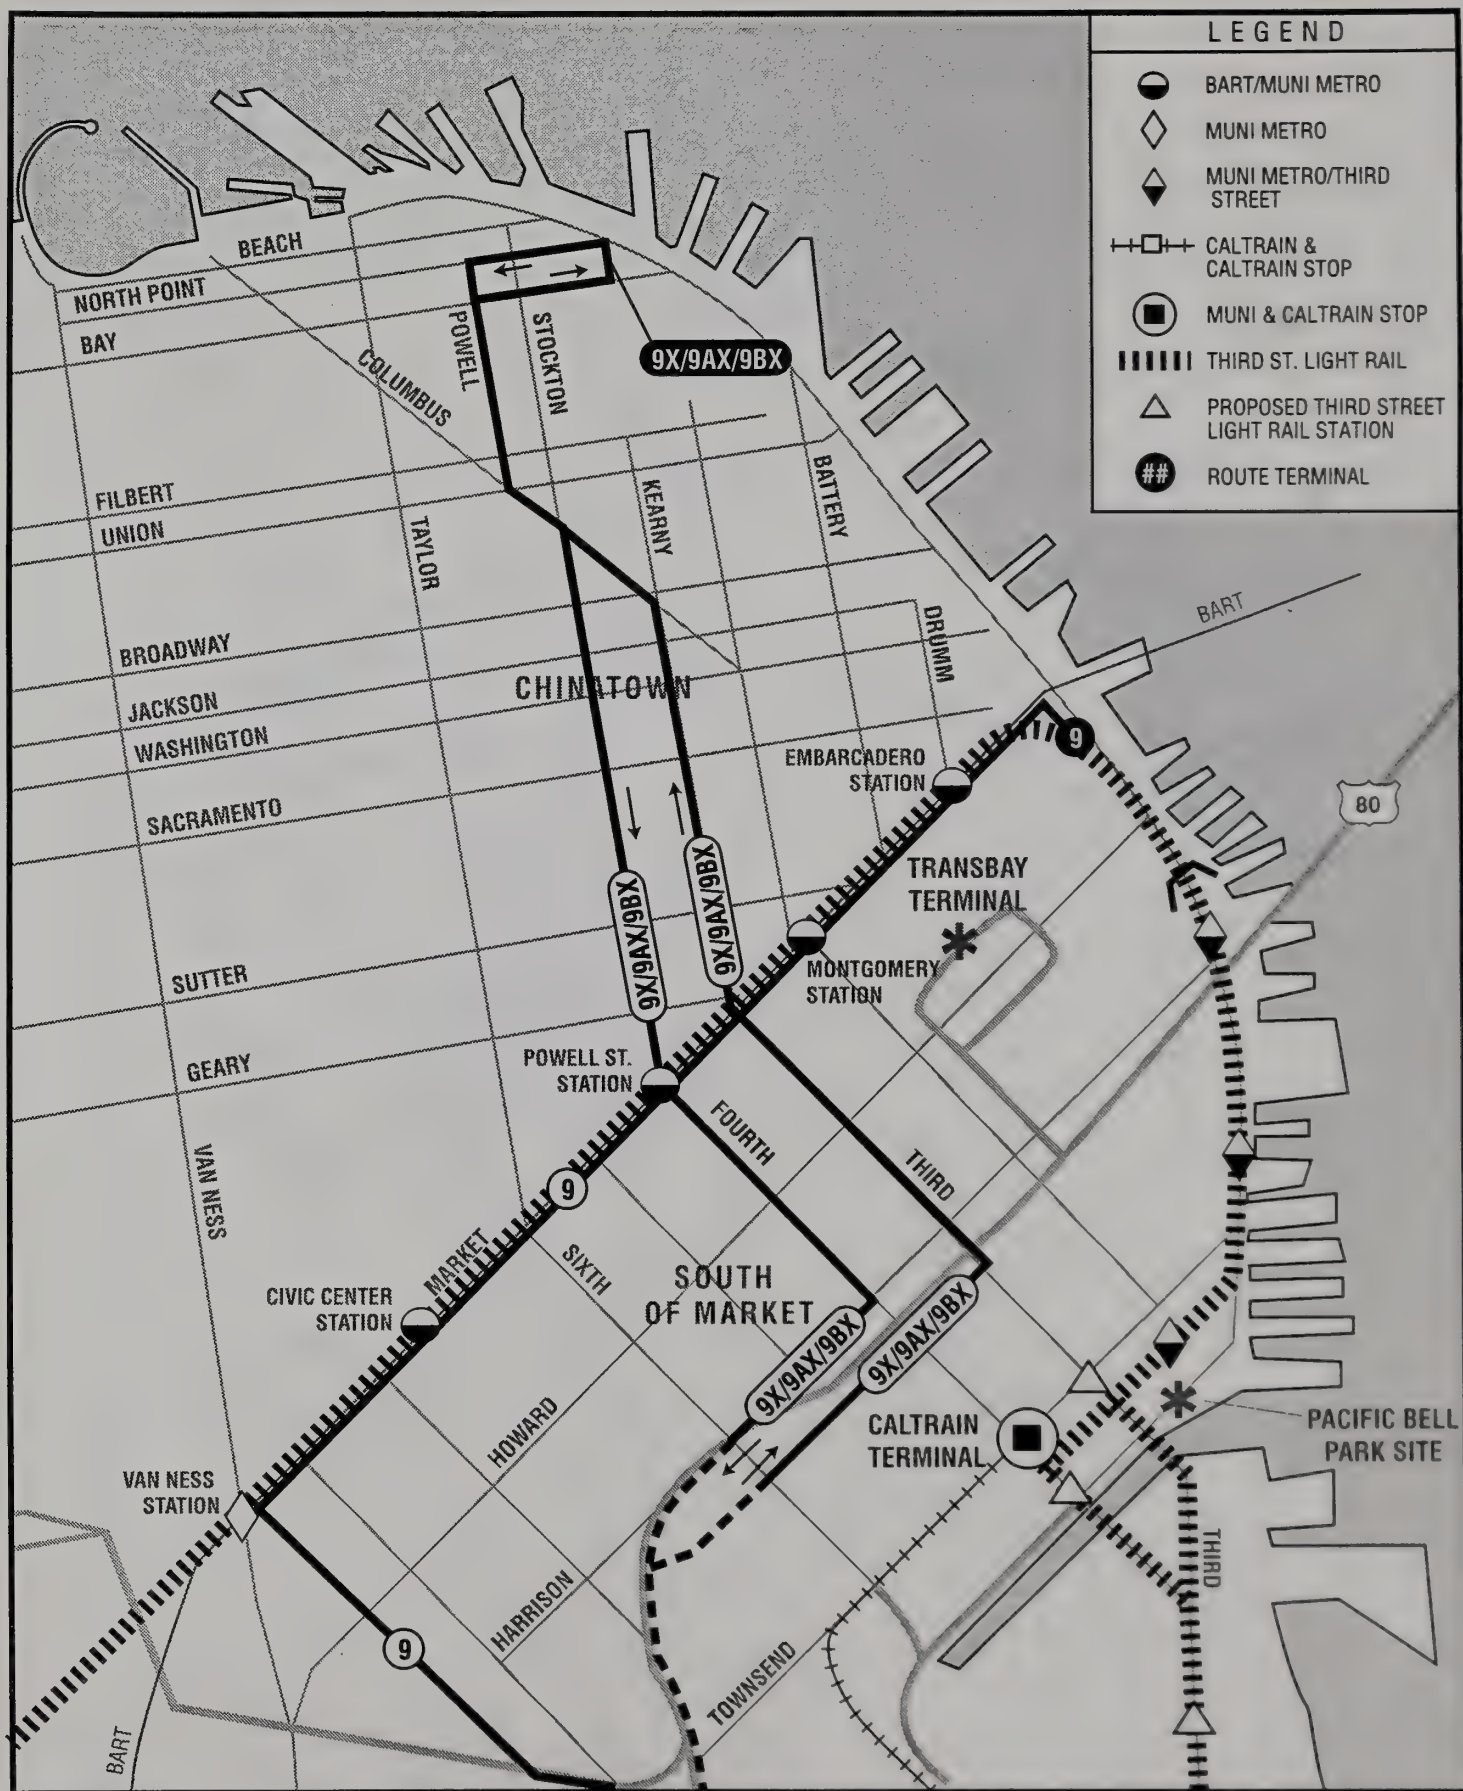 LEGEND
BART/MUNI METRO
MUNI METRO
MUNI METRO/THIRD
STREET
CALTRAIN &
CALTRAIN STOP
MUNI & CALTRAIN STOP
THIRD ST. LIGHT RAIL
PROPOSED THIRD STREET
LIGHT RAIL STATION
##
ROUTE TERMINAL
BEACH
NORTH POINT
BAY
POWELL
STOCKTON
COLUMBUS
9X/9AX/9BX
FILBERT
UNION
TAYLOR
KEARNY
BATTERY
BROADWAY
JACKSON
WASHINGTON
SACRAMENTO
CHINATOWN
DRUMM
BART
EMBARCADERO
STATION
9
80
TRANSBAY
TERMINAL
9X/9AX/9BX
9X/9AX/9BX
MONTGOMERY
STATION
SUTTER
GEARY
POWELL ST.
STATION
FOURTH
THIRD
VAN NESS
9
MARKET
SIXTH
SOUTH
OF MARKET
CIVIC CENTER
STATION
9X/9AX/9BX
9X/9AX/9BX
HOWARD
CALTRAIN
TERMINAL
PACIFIC BELL
PARK SITE
VAN NESS
STATION
THIRD
HARRISON
9
TOWNSEND
BART